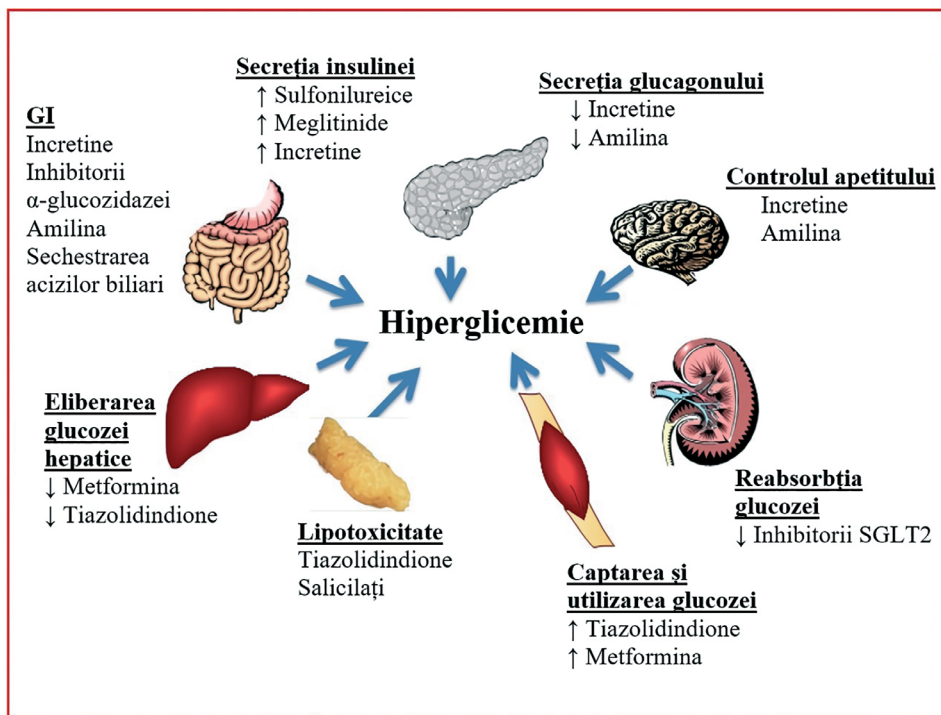 Secreția insulinei
↑ Sulfonilureice
↑ Meglitinide
↑ Incretine
Secreția glucagonului
↓ Incretine
↓ Amilina
GI
Incretine
Inhibitorii
α-glucozidazei
Amilina
Sechestrarea
acizilor biliari
Controlul apetitului
Incretine
Amilina
Hiperglicemie
Eliberarea
glucozei
hepatice
↓ Metformina
↓ Tiazolidindione
Lipotoxicitate
Tiazolidindione
Salicilați
Captarea și
utilizarea glucozei
↑ Tiazolidindione
↑ Metformina
Reabsorbția
glucozei
↓ Inhibitorii SGLT2